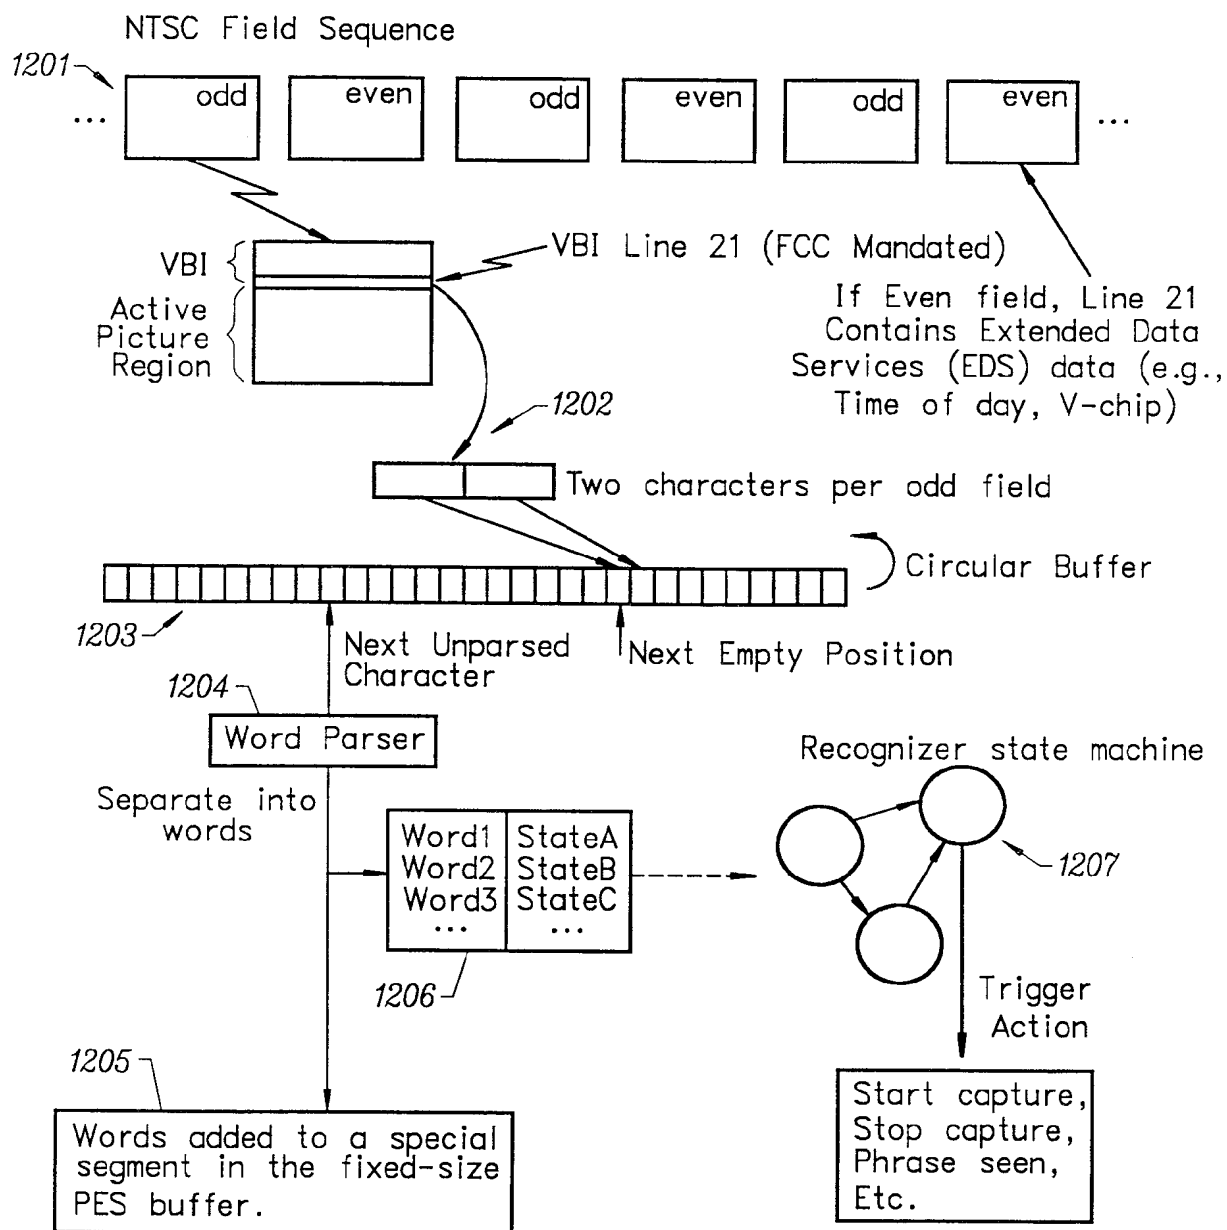 NTSC Field Sequence
1201
... odd even odd even odd even ...
VBI
VBI Line 21 (FCC Mandated)
Active
Picture
Region
If Even field, Line 21
Contains Extended Data
Services (EDS) data (e.g.,
Time of day, V-chip)
1202
Two characters per odd field
Circular Buffer
1203
Next Unparsed
Character
Next Empty Position
1204
Word Parser
Recognizer state machine
Separate into
words
Word1 StateA
Word2 StateB
Word3 StateC
... ...
1207
1206
Trigger
Action
1205
Words added to a special
segment in the fixed-size
PES buffer.
Start capture,
Stop capture,
Phrase seen,
Etc.